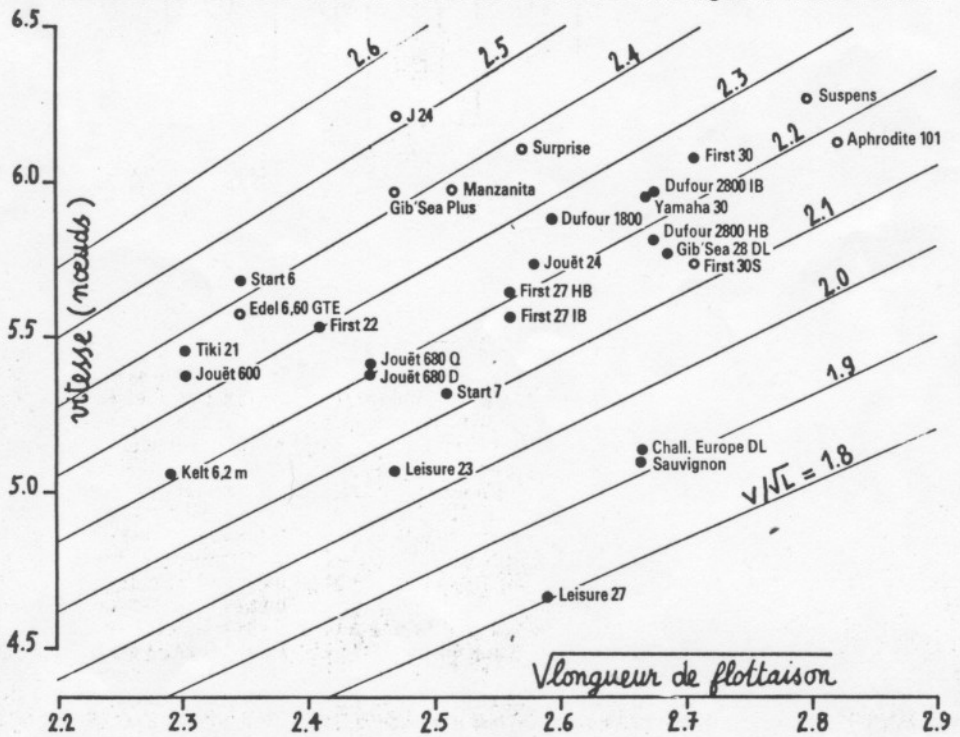 6.5
6.0
5.5
5.0
4.5
vitesse (nœuds)
2.6
2.5
2.4
2.3
2.2
2.1
2.0
1.9
V/√L = 1.8
J 24
Suspens
Surprise
Aphrodite 101
First 30
Gib'Sea Plus
Manzanita
Dufour 2800 IB
Yamaha 30
Dufour 1800
Dufour 2800 HB
Gib'Sea 28 DL
First 30S
Start 6
Jouët 24
Edel 6,60 GTE
First 27 HB
First 22
First 27 IB
Tiki 21
Jouët 600
Jouët 680 Q
Jouët 680 D
Start 7
Kelt 6,2 m
Leisure 23
Chall. Europe DL
Sauvignon
Leisure 27
√longueur de flottaison
2.2 2.3 2.4 2.5 2.6 2.7 2.8 2.9